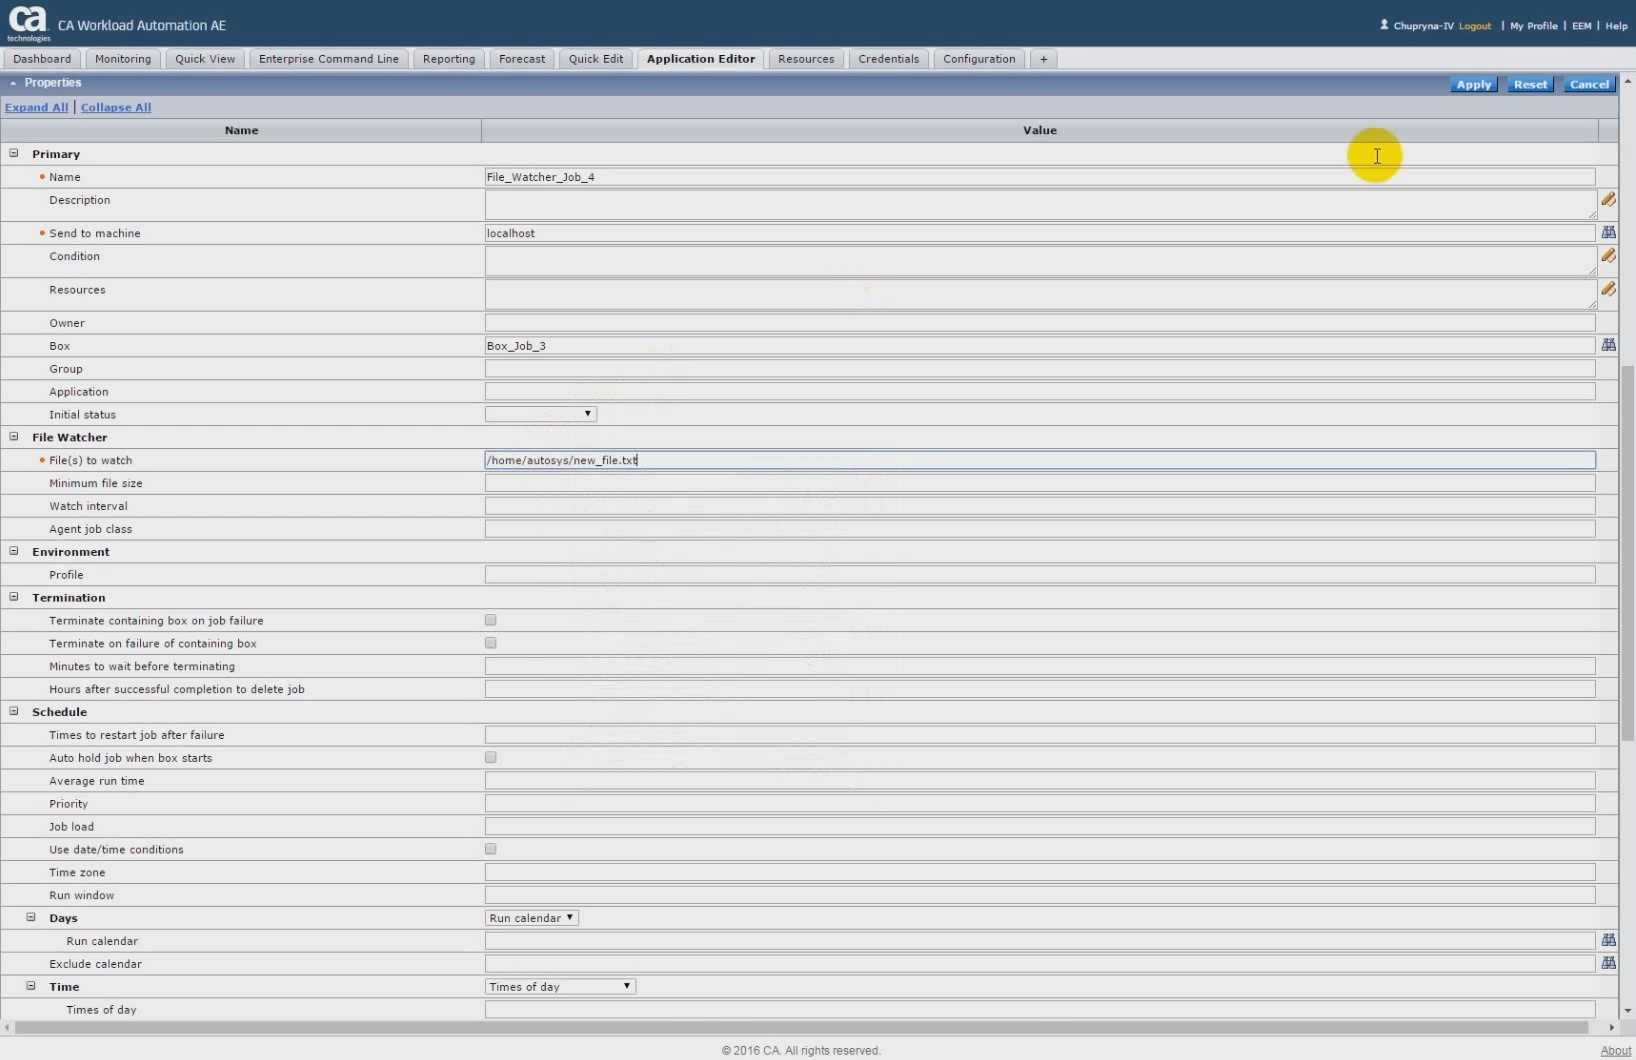 ca technologies CA Workload Automation AE
Chupryna-IV Logout | My Profile | EEM | Help
Dashboard Monitoring Quick View Enterprise Command Line Reporting Forecast Quick Edit Application Editor Resources Credentials Configuration +
Properties Apply Reset Cancel
Expand All | Collapse All
Name Value
Primary
Name File_Watcher_Job_4
Description
Send to machine localhost
Condition
Resources
Owner
Box Box_Job_3
Group
Application
Initial status
File Watcher
File(s) to watch /home/autosys/new_file.txt
Minimum file size
Watch interval
Agent job class
Environment
Profile
Termination
Terminate containing box on job failure
Terminate on failure of containing box
Minutes to wait before terminating
Hours after successful completion to delete job
Schedule
Times to restart job after failure
Auto hold job when box starts
Average run time
Priority
Job load
Use date/time conditions
Time zone
Run window
Days Run calendar
Run calendar
Exclude calendar
Time Times of day
Times of day
© 2016 CA. All rights reserved. About